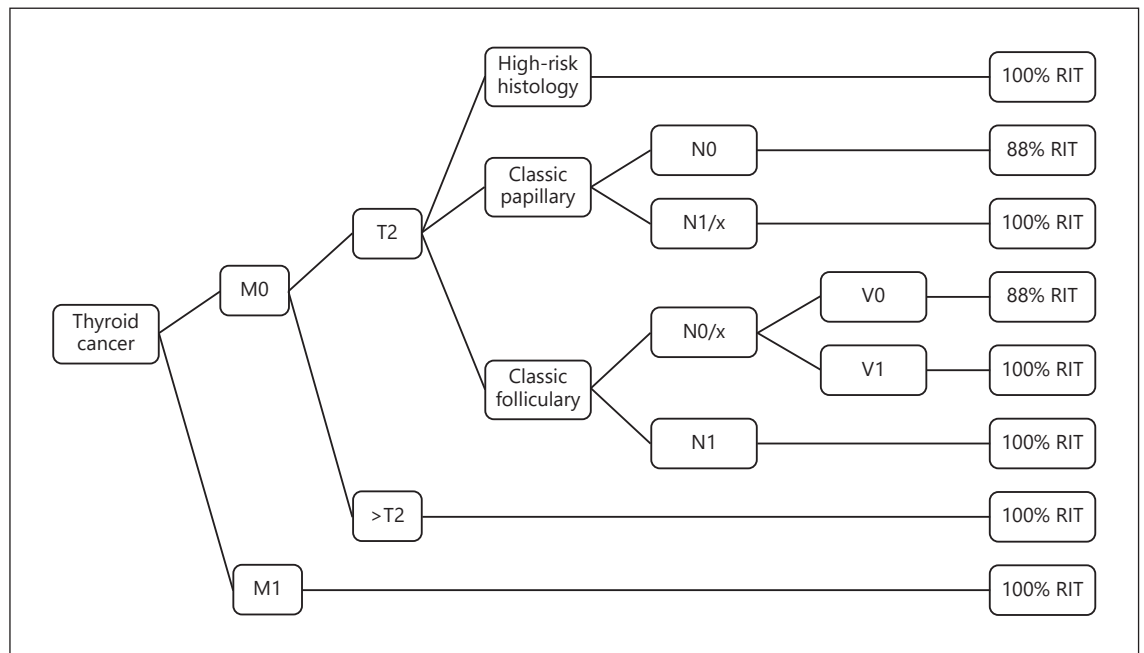 High-risk
histology
100% RIT
N0
88% RIT
Classic
papillary
T2
N1/x
100% RIT
M0
V0
88% RIT
Thyroid
cancer
N0/x
Classic
folliculary
V1
100% RIT
N1
100% RIT
>T2
100% RIT
M1
100% RIT